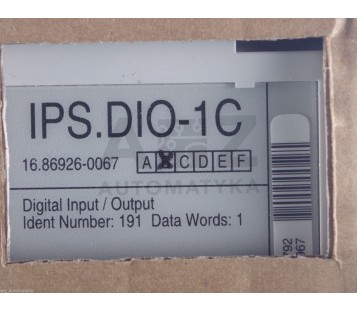 IPS.DIO-1C
16.86926-0067 A B C D E F
AUTOMATYKA
Digital Input / Output
Ident Number: 191 Data Words: 1